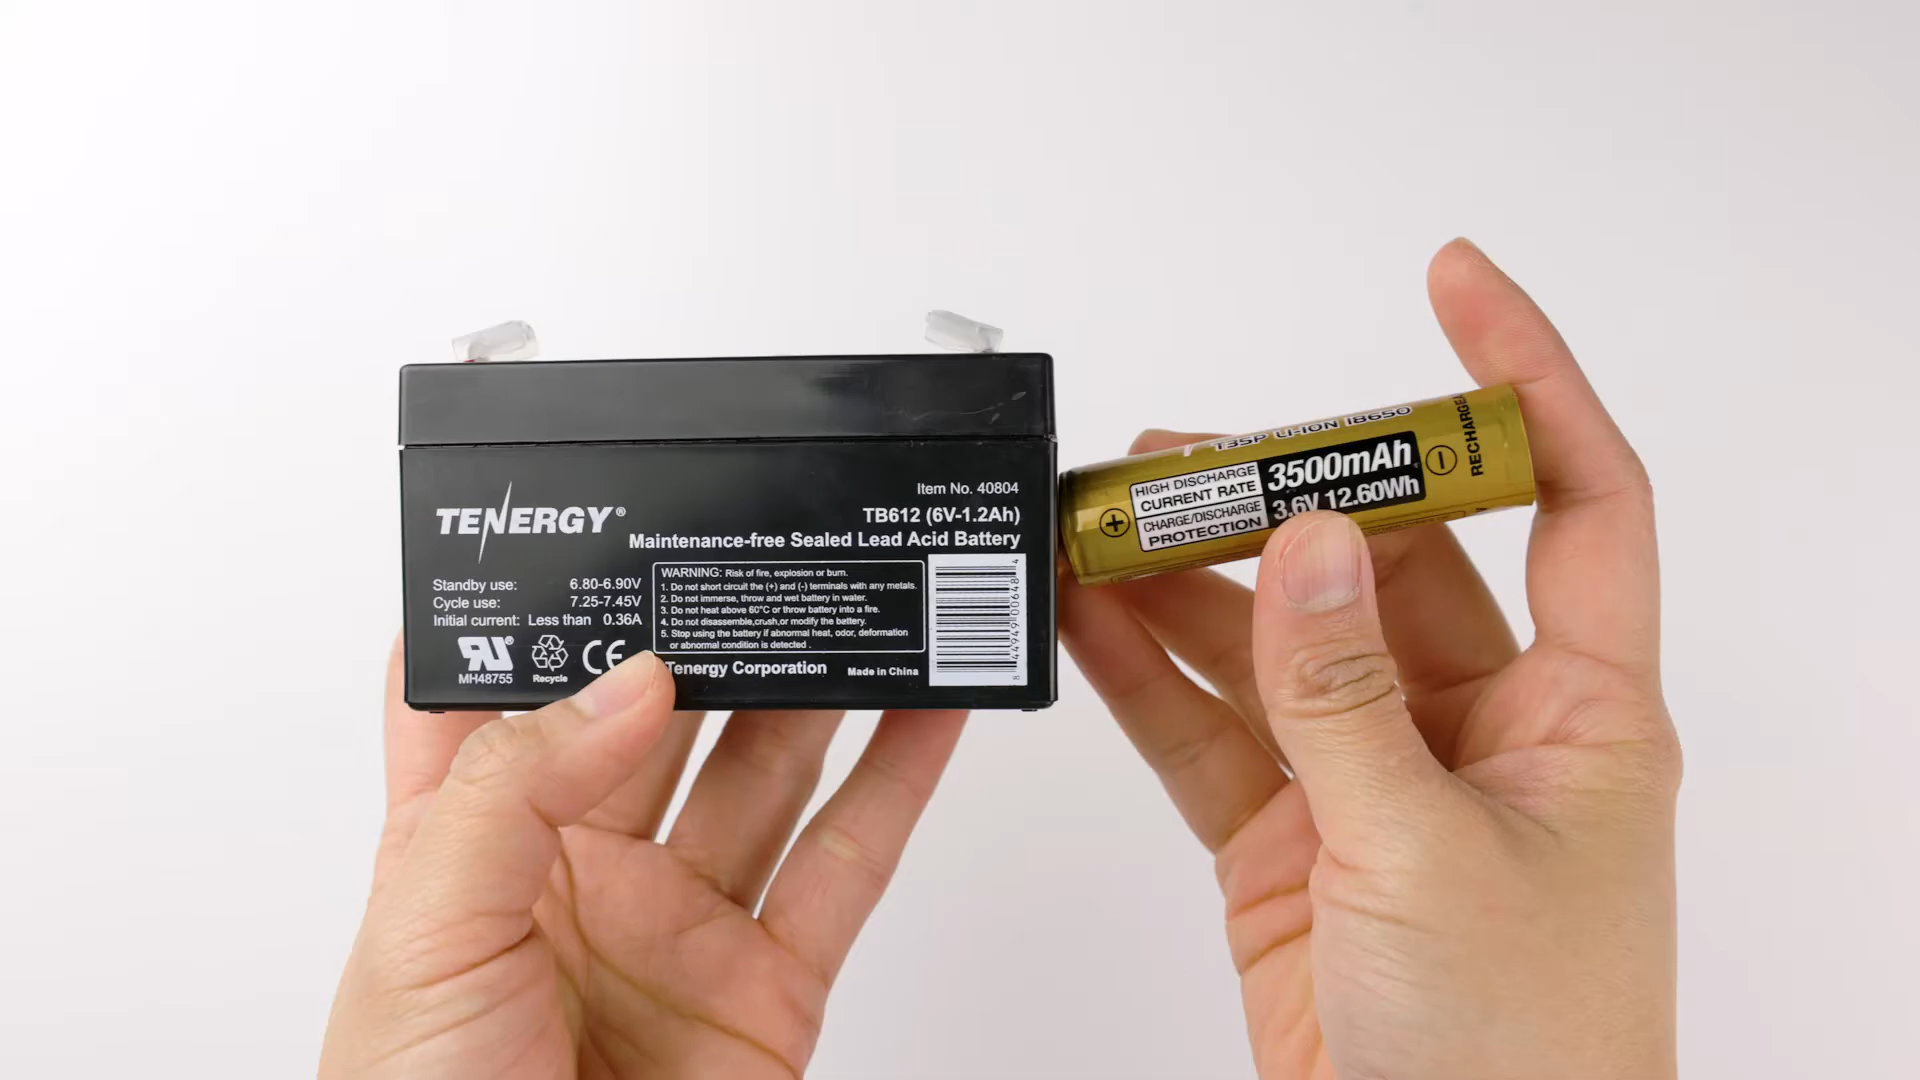 TENERGY®
Item No. 40804
TB612 (6V-1.2Ah)
Maintenance-free Sealed Lead Acid Battery
Standby use: 6.80-6.90V
Cycle use: 7.25-7.45V
Initial current: Less than 0.36A
MH48755
Recycle
CE
WARNING: Risk of fire, explosion or burn.
1. Do not short circuit the (+) and (-) terminals with any metals.
2. Do not immerse, throw and wet battery in water.
3. Do not heat above 60°C or throw battery into a fire.
4. Do not disassemble,crush,or modify the battery.
5. Stop using the battery if abnormal heat, odor, deformation
or abnormal condition is detected .
Tenergy Corporation
Made in China
8 44949 00648 4
T35P LI-ION 18650
HIGH DISCHARGE
CURRENT RATE
CHARGE/DISCHARGE
PROTECTION
3500mAh
3.6V 12.60Wh
+
−